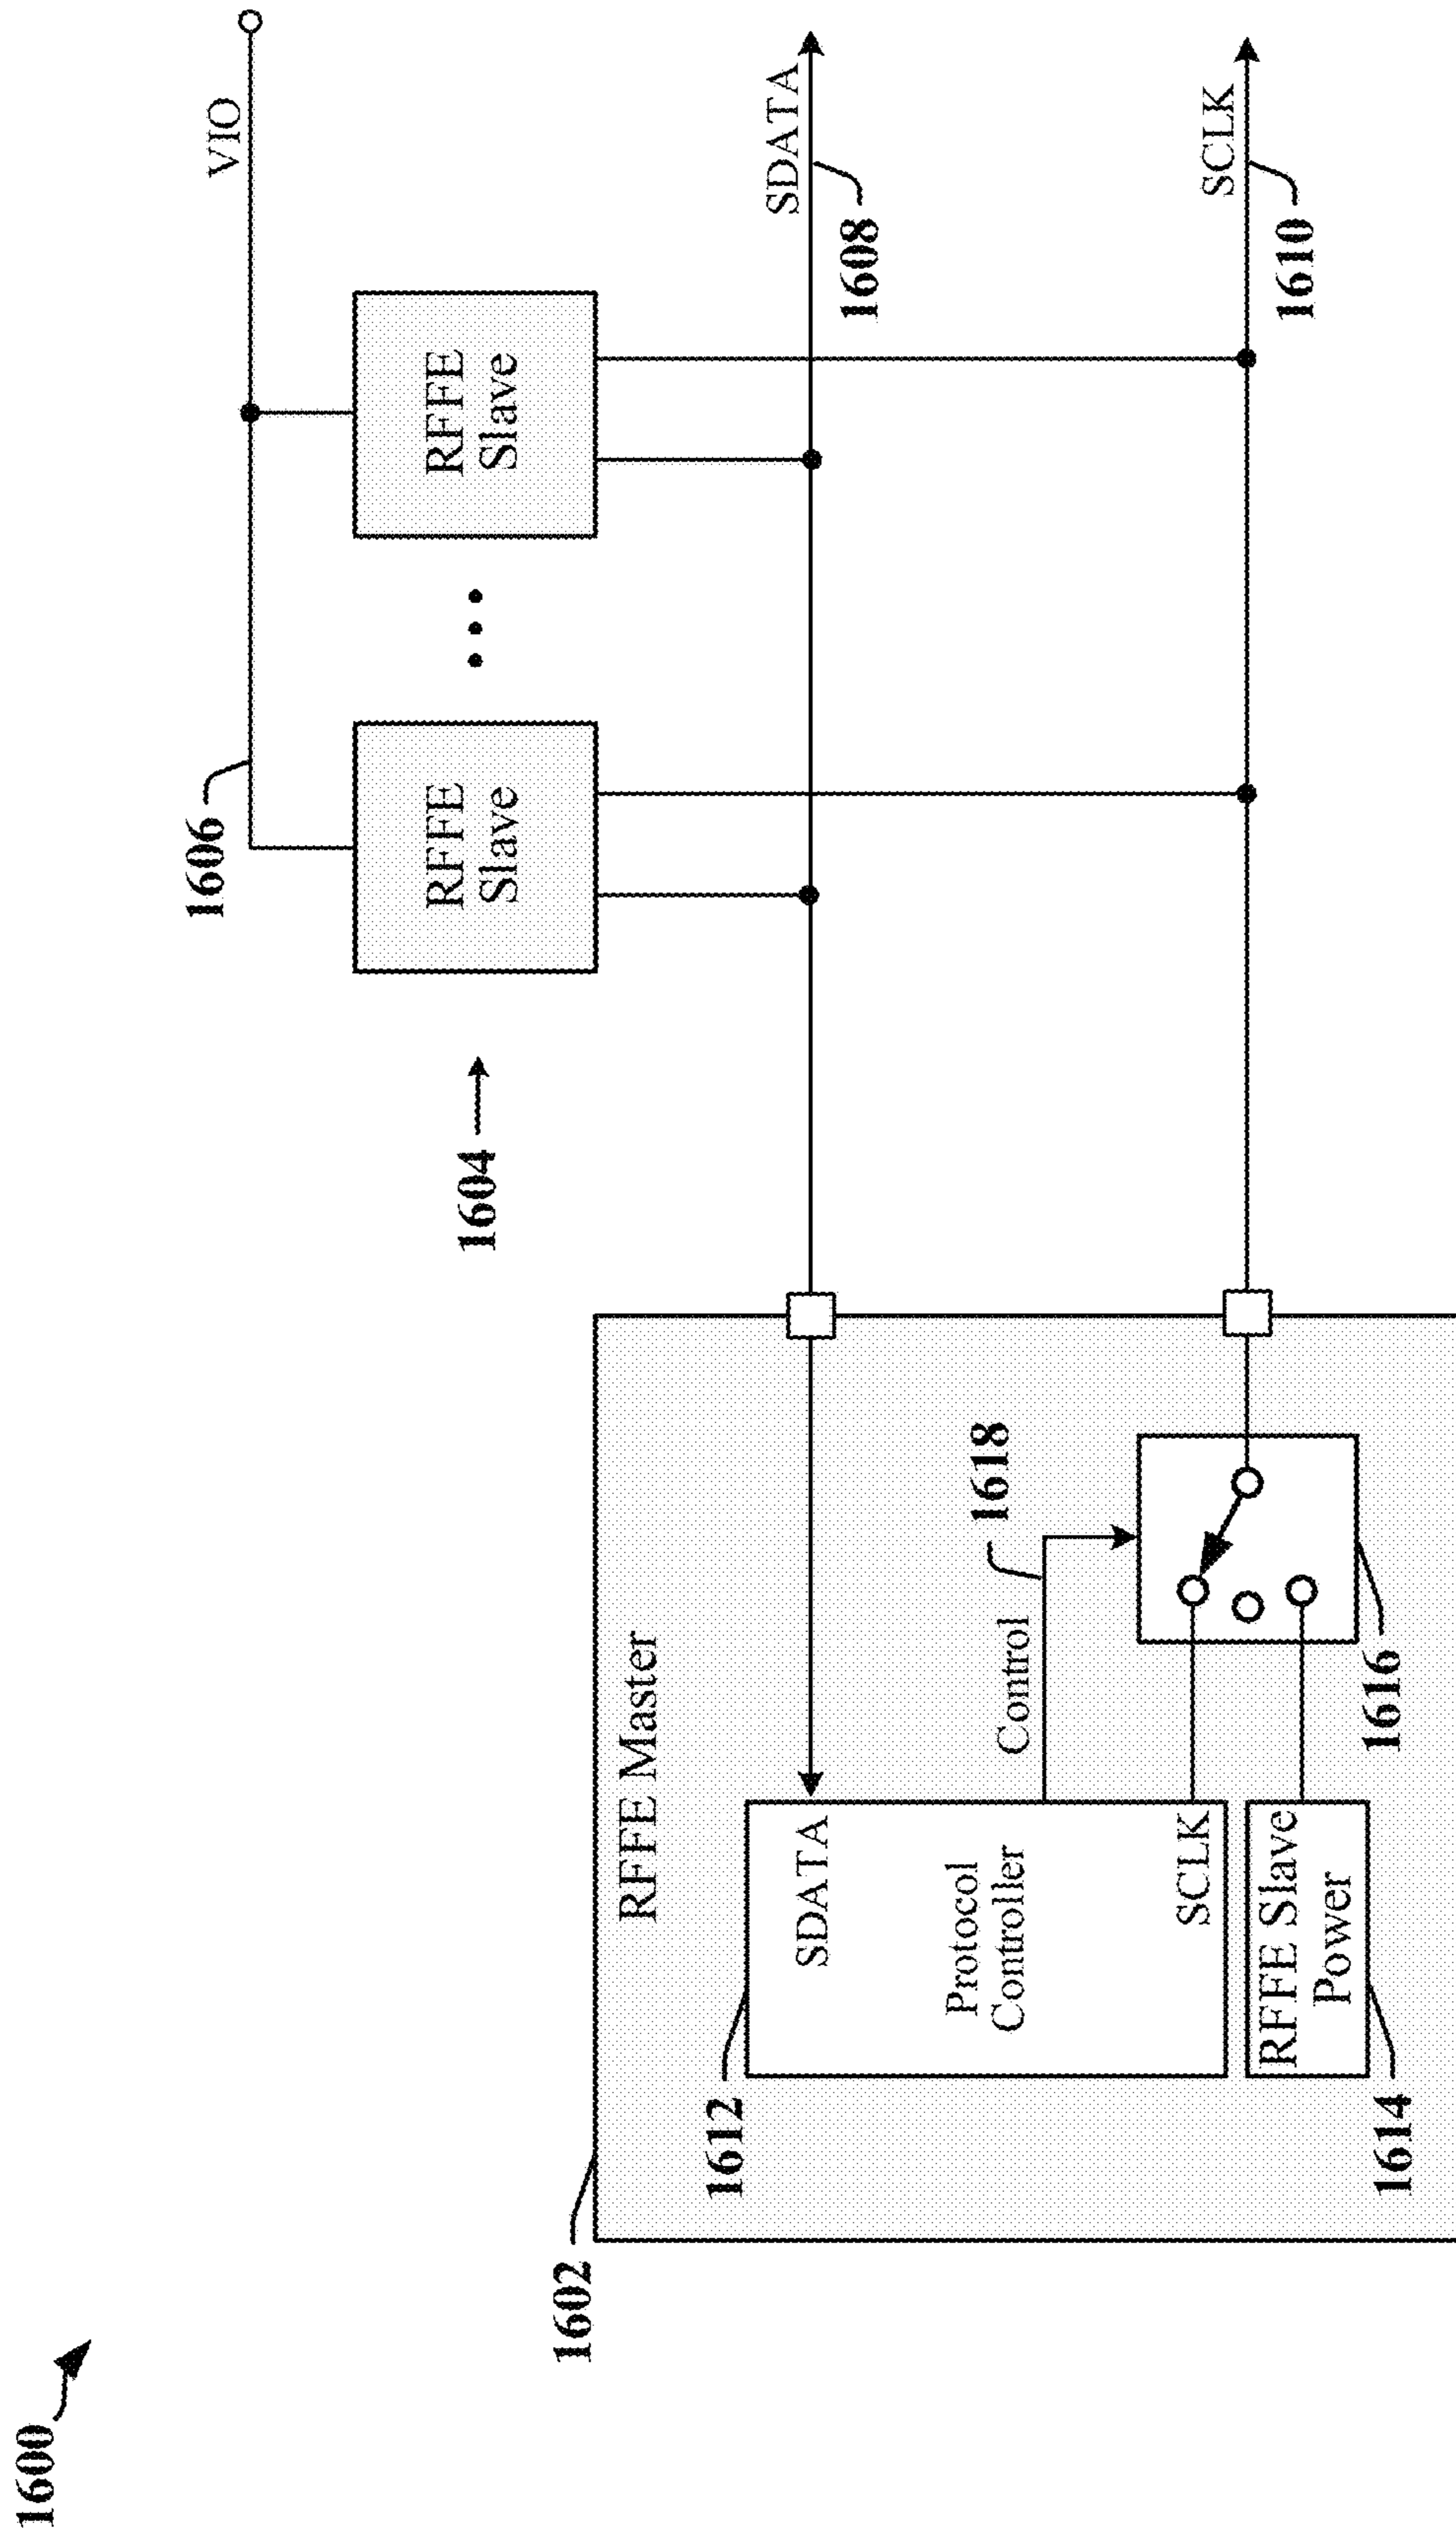 1600
1602
RFFE Master
1612
SDATA
Protocol
Controller
SCLK
RFFE Slave
Power
1614
Control
1618
1616
1604
1606
RFFE
Slave
RFFE
Slave
VIO
SDATA
1608
SCLK
1610